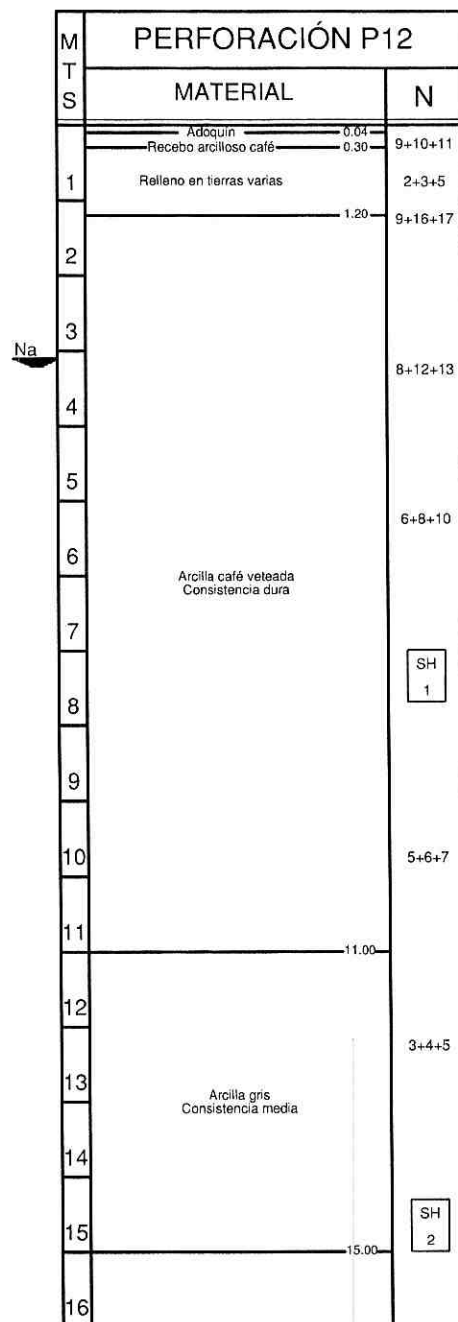 M
T
S
PERFORACIÓN P12
MATERIAL
N
Adoquín 0.04
Recebo arcilloso café 0.30
9+10+11
1
Relleno en tierras varias
2+3+5
1.20
9+16+17
2
3
Na
8+12+13
4
5
6+8+10
6
Arcilla café veteada
Consistencia dura
7
SH
1
8
9
10
5+6+7
11
11.00
12
3+4+5
13
Arcilla gris
Consistencia media
14
SH
2
15
15.00
16